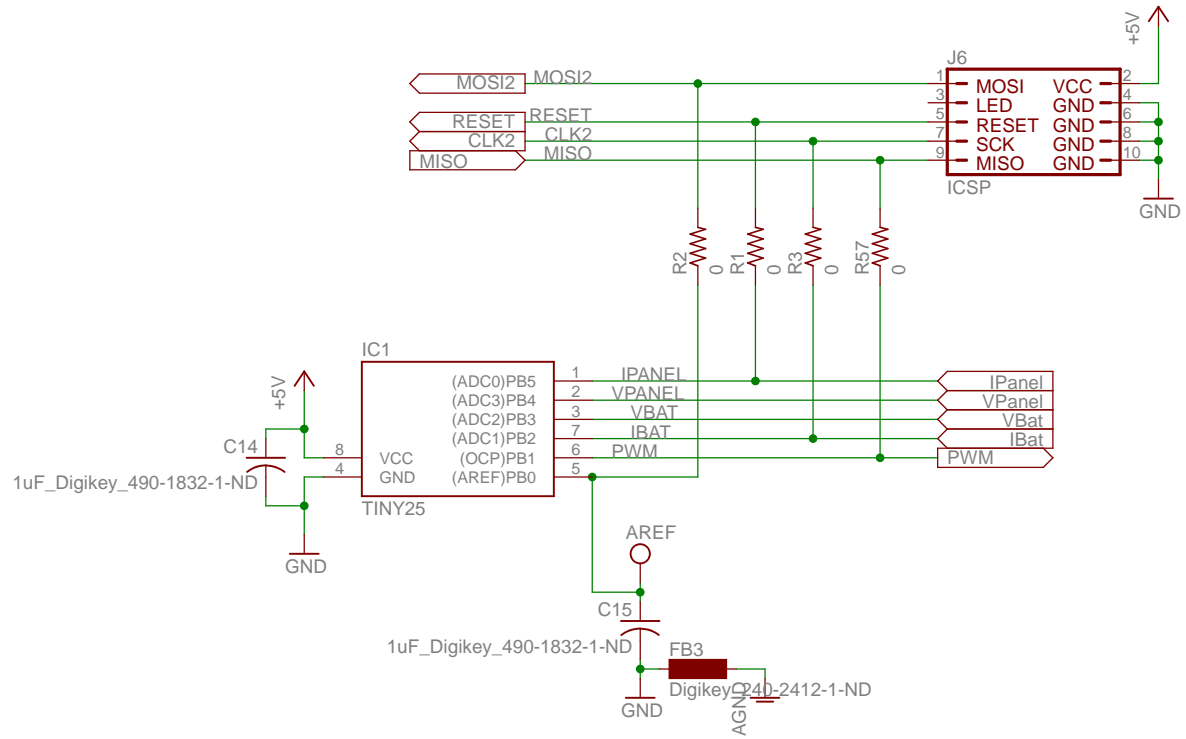 +5V
J6
MOSI2 MOSI2 1 MOSI VCC 2
3 LED GND 4
RESET RESET 5 RESET GND 6
CLK2 CLK2 7 SCK GND 8
MISO MISO 9 MISO GND 10
ICSP
GND
R2 0 R1 0 R3 0 R57 0
IC1
+5V
(ADC0)PB5 1 IPANEL IPanel
(ADC3)PB4 2 VPANEL VPanel
(ADC2)PB3 3 VBAT VBat
(ADC1)PB2 7 IBAT IBat
C14 8 VCC (OCP)PB1 6 PWM PWM
1uF_Digikey_490-1832-1-ND 4 GND (AREF)PB0 5
TINY25
GND
AREF
C15
1uF_Digikey_490-1832-1-ND FB3
Digikey_240-2412-1-ND
GND AGND